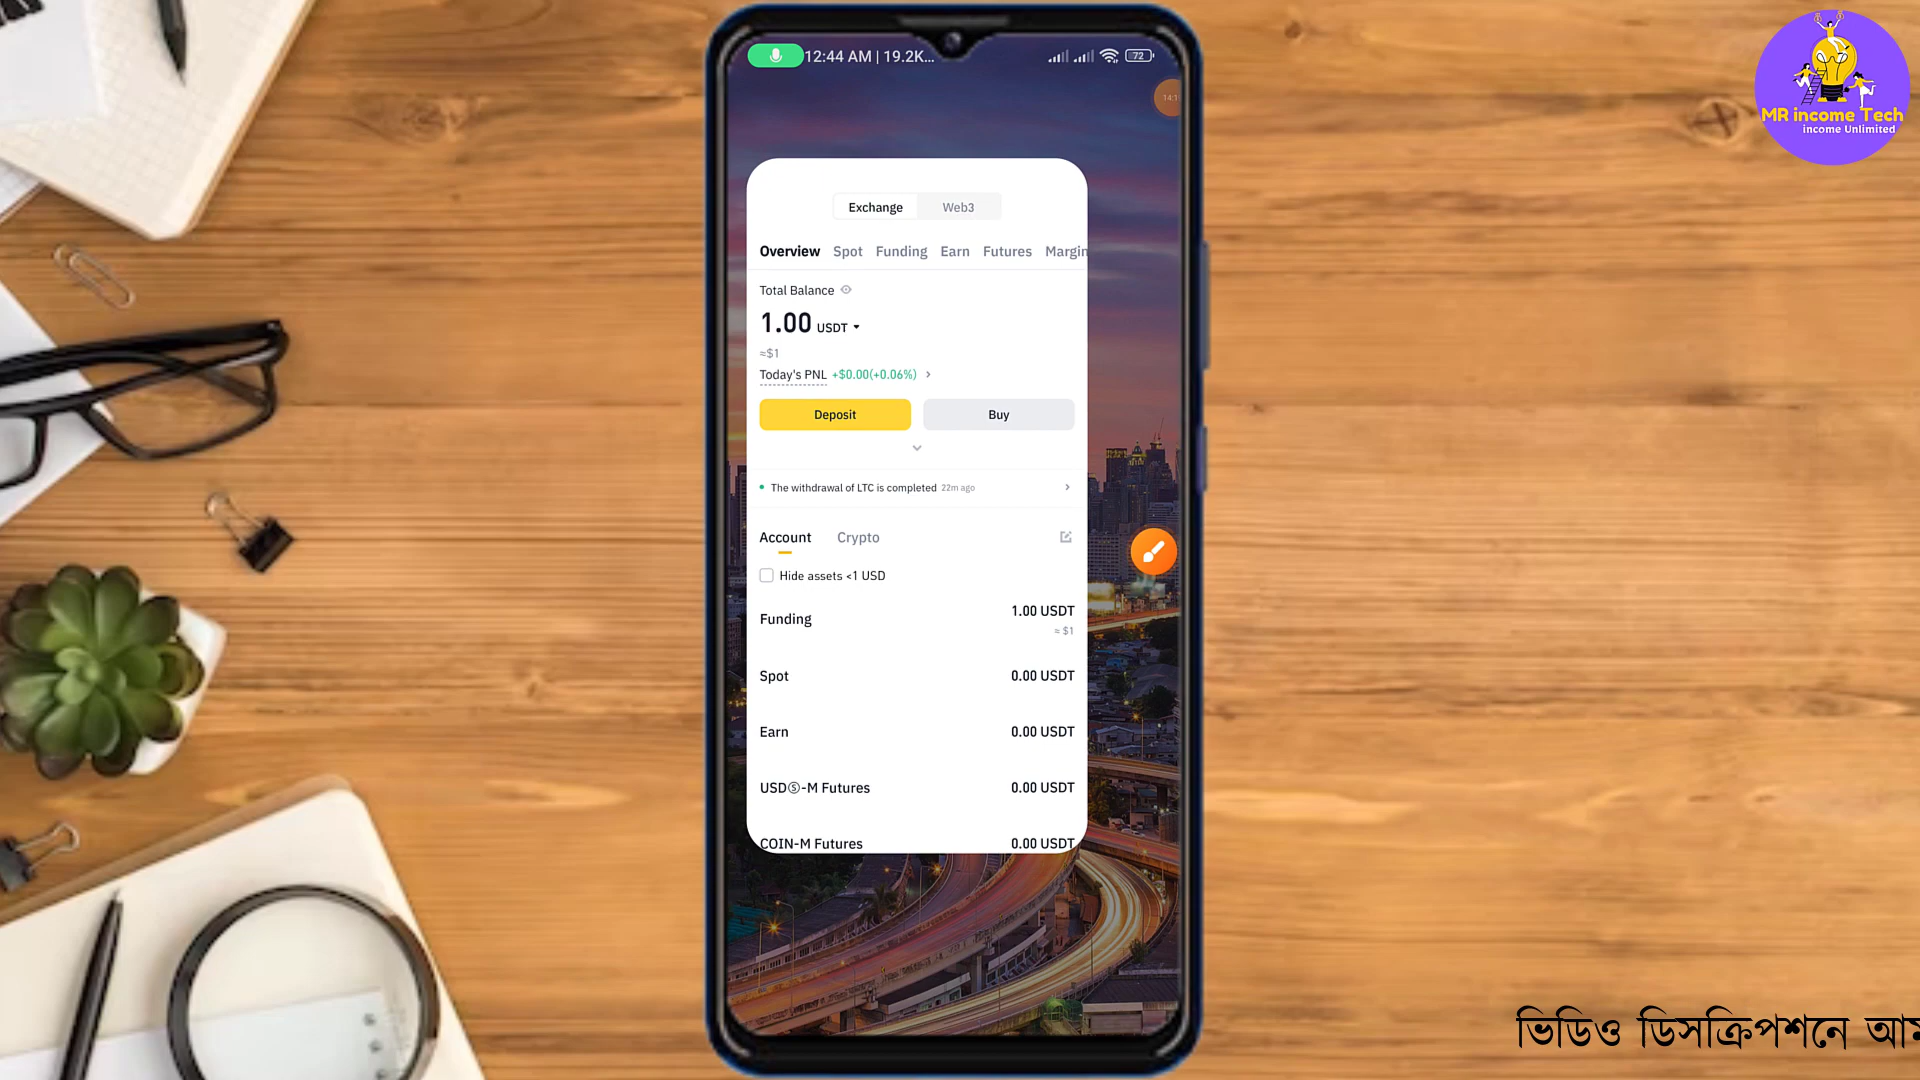 12:44 AM | 19.2K...
72
MR income Tech
income Unlimited
Exchange
Web3
Overview
Spot
Funding
Earn
Futures
Margin
Total Balance
1.00 USDT
≈$1
Today's PNL +$0.00(+0.06%)
Deposit
Buy
The withdrawal of LTC is completed 22m ago
Account
Crypto
Hide assets <1 USD
Funding
1.00 USDT
≈ $1
Spot
0.00 USDT
Earn
0.00 USDT
USDⓈ-M Futures
0.00 USDT
COIN-M Futures
0.00 USDT
ভিডিও ডিসক্রিপশনে